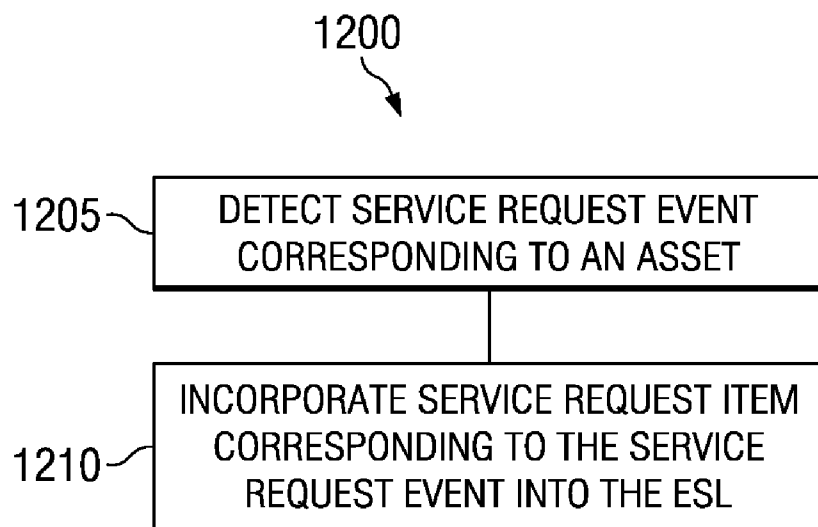 1200
1205
DETECT SERVICE REQUEST EVENT
CORRESPONDING TO AN ASSET
1210
INCORPORATE SERVICE REQUEST ITEM
CORRESPONDING TO THE SERVICE
REQUEST EVENT INTO THE ESL